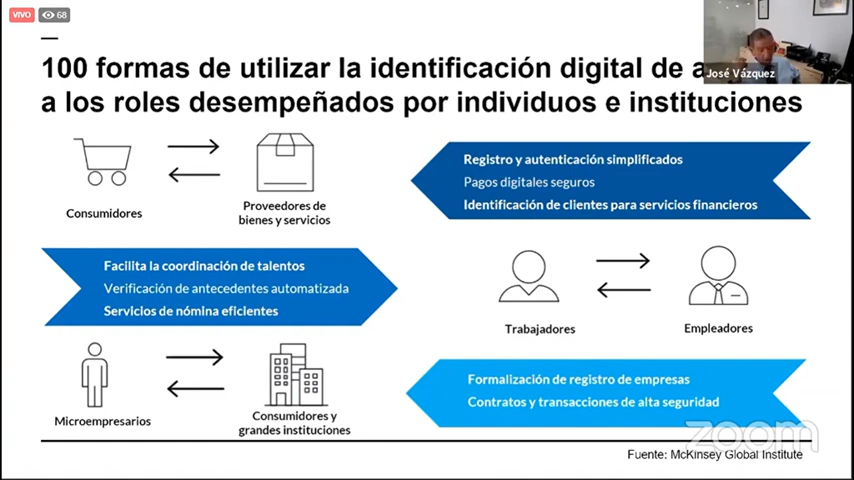 VIVO 68
José Vázquez
100 formas de utilizar la identificación digital de
a los roles desempeñados por individuos e instituciones
Consumidores
Proveedores de
bienes y servicios
Registro y autenticación simplificados
Pagos digitales seguros
Identificación de clientes para servicios financieros
Facilita la coordinación de talentos
Verificación de antecedentes automatizada
Servicios de nómina eficientes
Trabajadores
Empleadores
Microempresarios
Consumidores y
grandes instituciones
Formalización de registro de empresas
Contratos y transacciones de alta seguridad
zoom
Fuente: McKinsey Global Institute